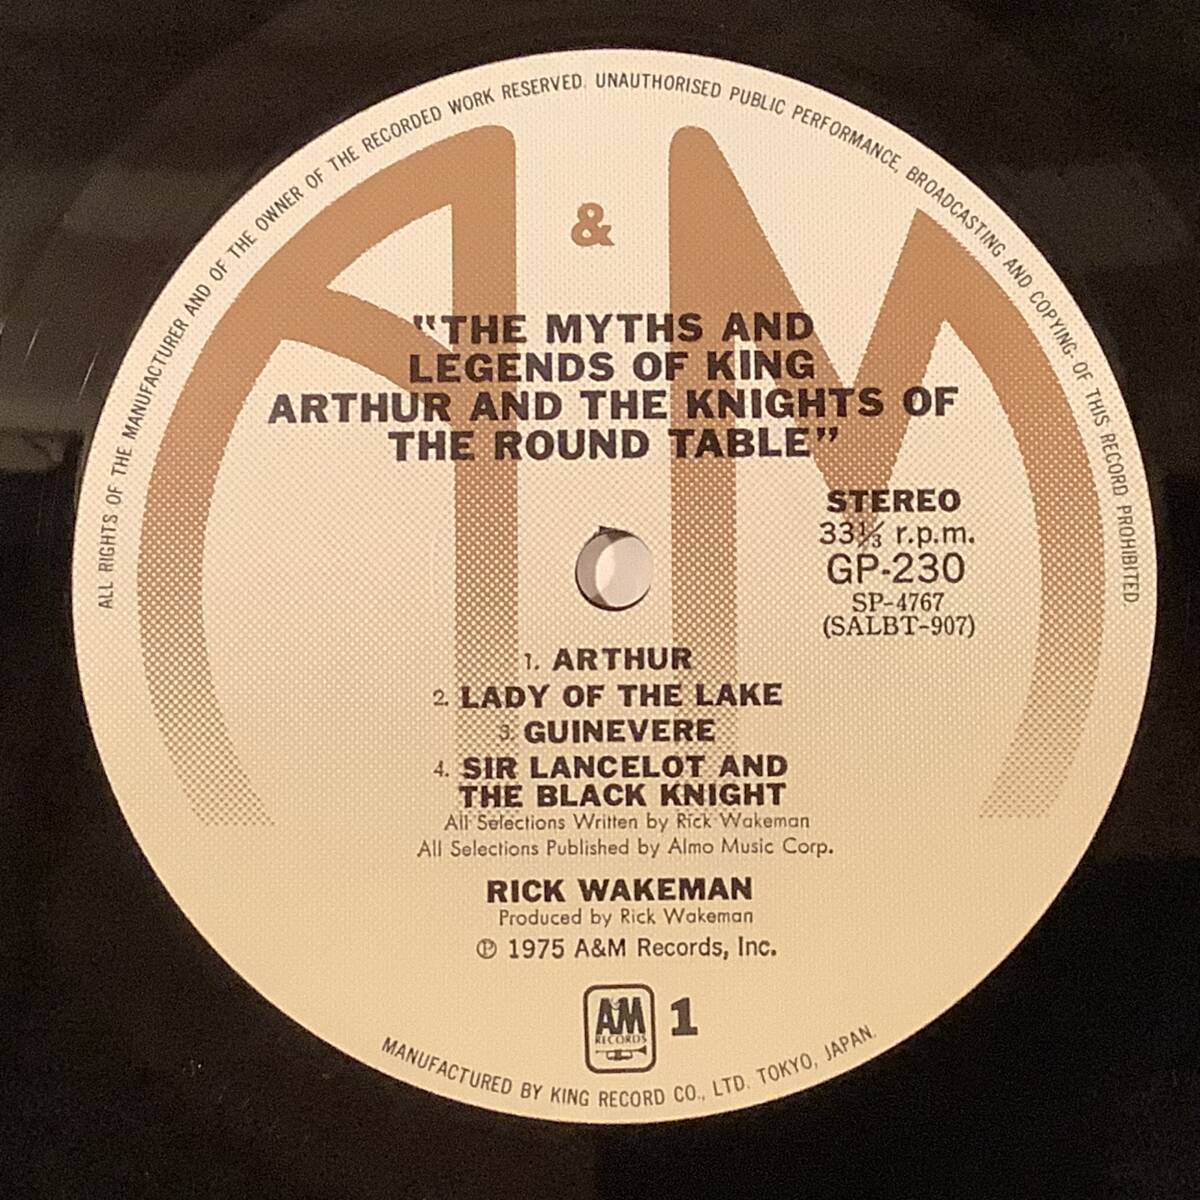 ALL RIGHTS OF THE MANUFACTURER AND OF THE OWNER OF THE RECORDED WORK RESERVED. UNAUTHORISED PUBLIC PERFORMANCE, BROADCASTING AND COPYING OF THIS RECORD PROHIBITED.
A & M
"THE MYTHS AND
LEGENDS OF KING
ARTHUR AND THE KNIGHTS OF
THE ROUND TABLE"
STEREO
33⅓ r.p.m.
GP-230
SP-4767
(SALBT-907)
1. ARTHUR
2. LADY OF THE LAKE
3. GUINEVERE
4. SIR LANCELOT AND
THE BLACK KNIGHT
All Selections Written by Rick Wakeman
All Selections Published by Almo Music Corp.
RICK WAKEMAN
Produced by Rick Wakeman
℗ 1975 A&M Records, Inc.
A&M
RECORDS
1
MANUFACTURED BY KING RECORD CO., LTD. TOKYO, JAPAN.